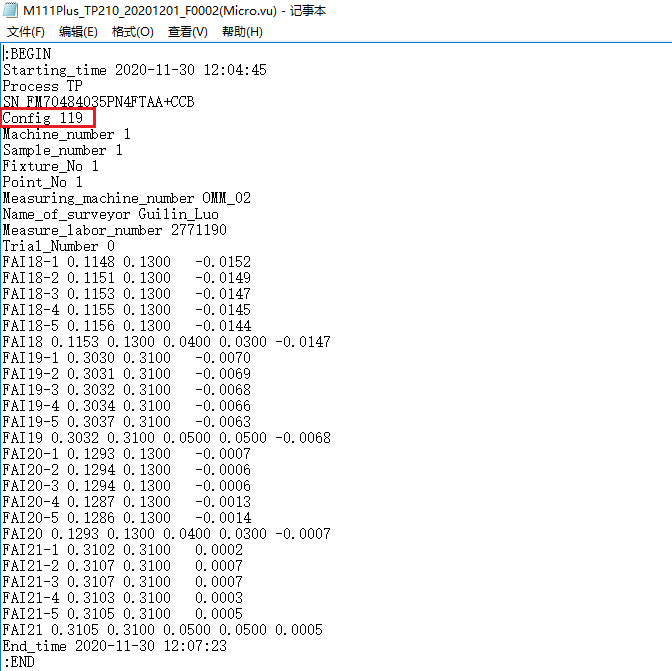 M111Plus_TP210_20201201_F0002(Micro.vu) - 记事本
文件(F) 编辑(E) 格式(O) 查看(V) 帮助(H)
:BEGIN
Starting_time 2020-11-30 12:04:45
Process TP
SN FM70484035PN4FTAA+CCB
Config 119
Machine_number 1
Sample_number 1
Fixture_No 1
Point_No 1
Measuring_machine_number OMM_02
Name_of_surveyor Guilin_Luo
Measure_labor_number 2771190
Trial_Number 0
FAI18-1 0.1148 0.1300 -0.0152
FAI18-2 0.1151 0.1300 -0.0149
FAI18-3 0.1153 0.1300 -0.0147
FAI18-4 0.1155 0.1300 -0.0145
FAI18-5 0.1156 0.1300 -0.0144
FAI18 0.1153 0.1300 0.0400 0.0300 -0.0147
FAI19-1 0.3030 0.3100 -0.0070
FAI19-2 0.3031 0.3100 -0.0069
FAI19-3 0.3032 0.3100 -0.0068
FAI19-4 0.3034 0.3100 -0.0066
FAI19-5 0.3037 0.3100 -0.0063
FAI19 0.3032 0.3100 0.0500 0.0500 -0.0068
FAI20-1 0.1293 0.1300 -0.0007
FAI20-2 0.1294 0.1300 -0.0006
FAI20-3 0.1294 0.1300 -0.0006
FAI20-4 0.1287 0.1300 -0.0013
FAI20-5 0.1286 0.1300 -0.0014
FAI20 0.1293 0.1300 0.0400 0.0300 -0.0007
FAI21-1 0.3102 0.3100 0.0002
FAI21-2 0.3107 0.3100 0.0007
FAI21-3 0.3107 0.3100 0.0007
FAI21-4 0.3103 0.3100 0.0003
FAI21-5 0.3105 0.3100 0.0005
FAI21 0.3105 0.3100 0.0500 0.0500 0.0005
End_time 2020-11-30 12:07:23
:END